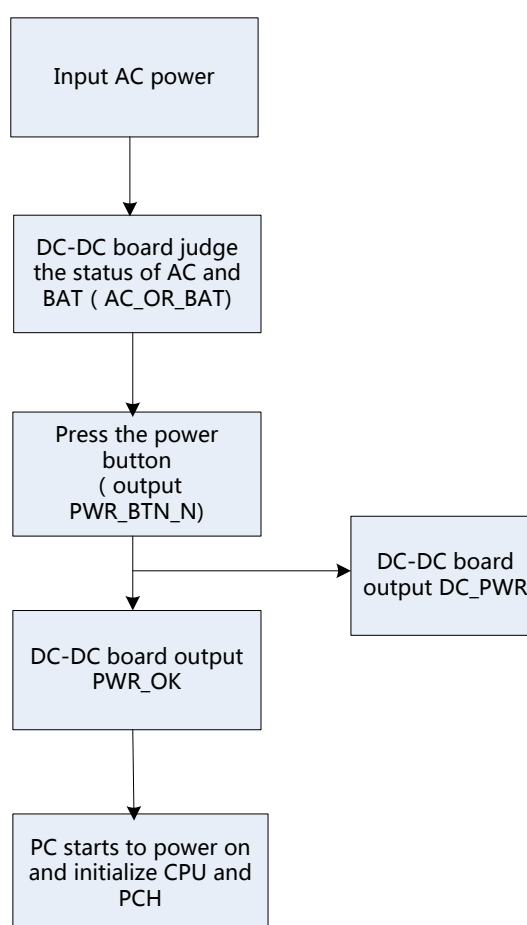 Input AC power
DC-DC board judge
the status of AC and
BAT ( AC_OR_BAT)
Press the power
button
( output
PWR_BTN_N)
DC-DC board
output DC_PWR
DC-DC board output
PWR_OK
PC starts to power on
and initialize CPU and
PCH